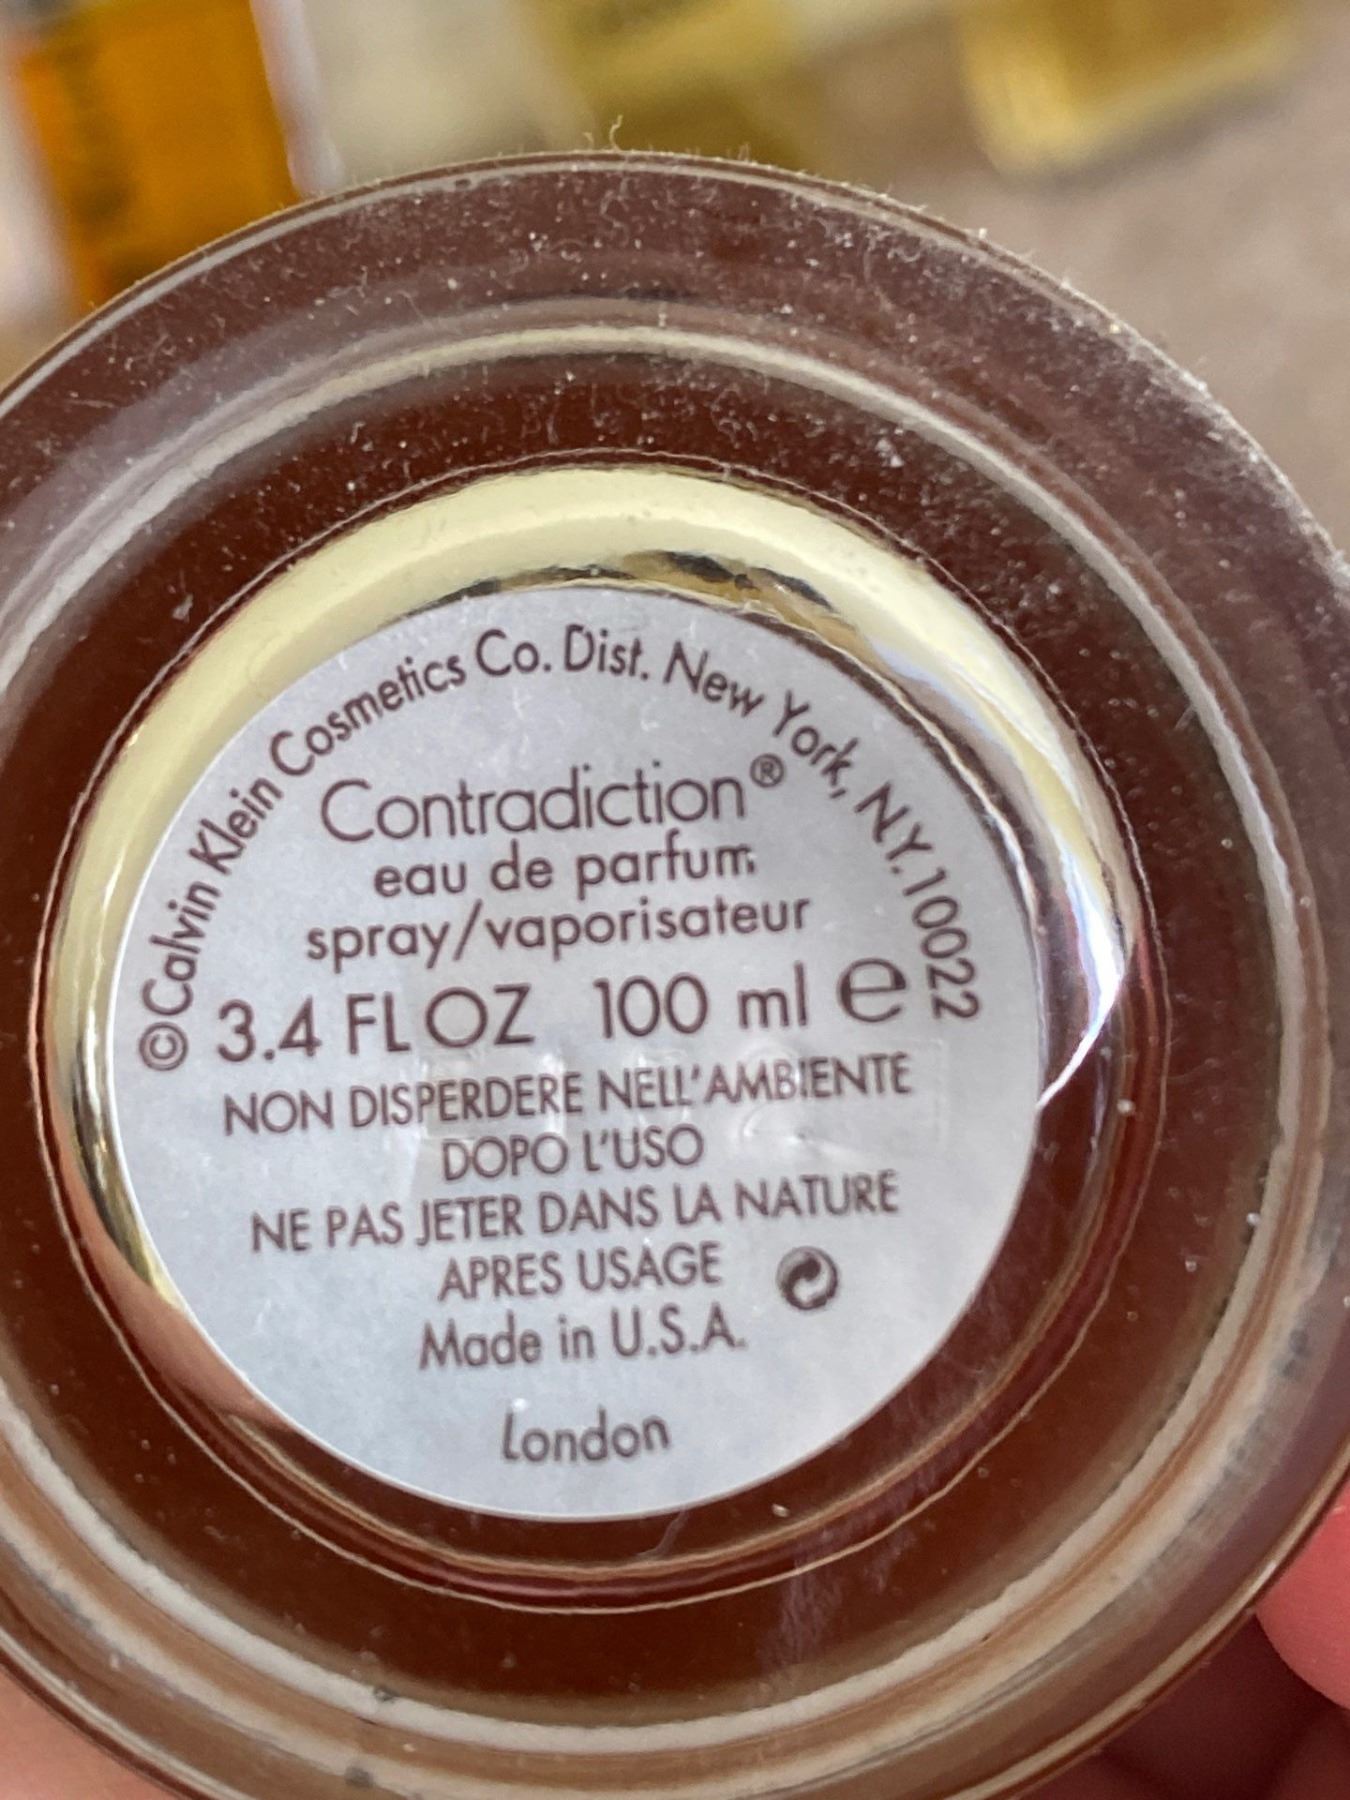 ©Calvin Klein Cosmetics Co. Dist. New York, N.Y. 10022
Contradiction®
eau de parfum
spray/vaporisateur
3.4 FL OZ 100 ml e
NON DISPERDERE NELL'AMBIENTE
DOPO L'USO
NE PAS JETER DANS LA NATURE
APRES USAGE
Made in U.S.A.
London